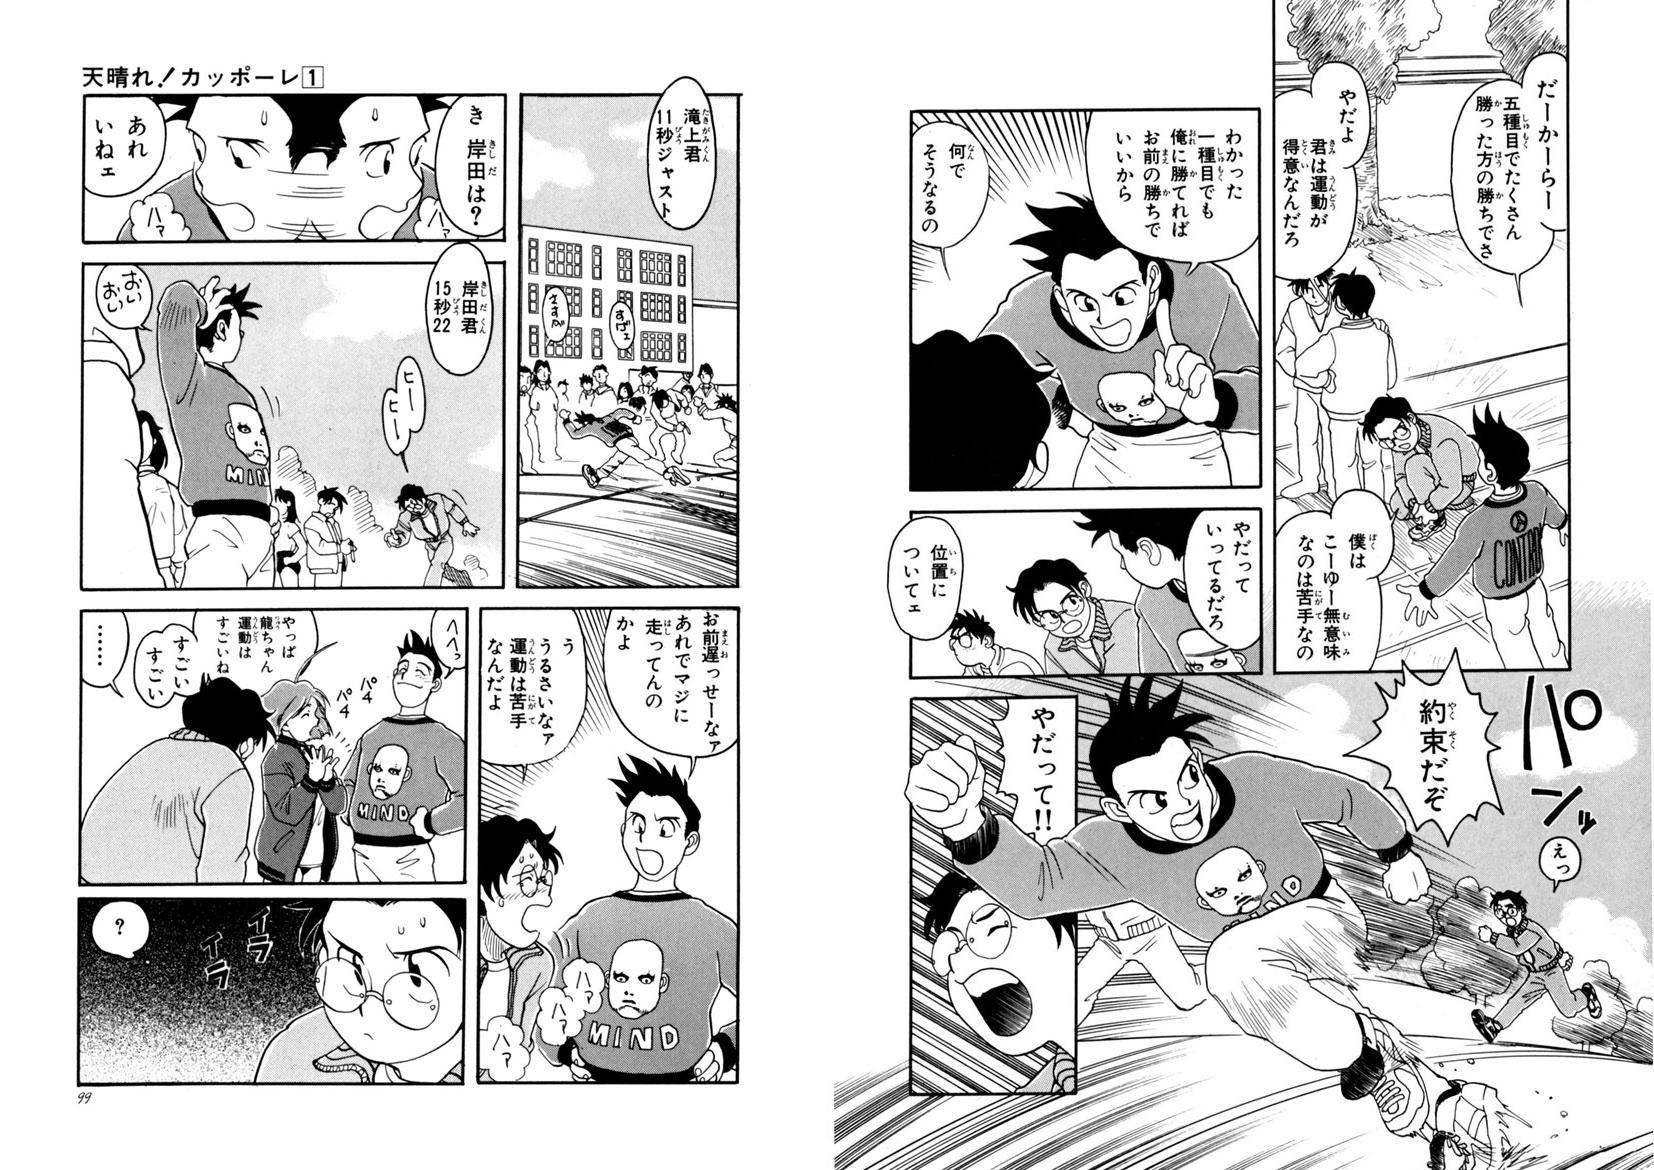 だーかーらー
五種目でたくさん
勝った方の勝ちでさ
やだよ
君は運動が
得意なんだろ
CONTRO
僕は
こーゆー無意味
なのは苦手なの
わかった
一種目でも
俺に勝てれば
お前の勝ちで
いいから
何で
そうなるの
やだって
いってるだろ
位置に
ついてェ
パンッ
約束だぞ
えっ
やだって!!
天晴れ!カッポーレ1
滝上君
11秒ジャスト
すげェ
さすが
き
岸田は?
あれ
いねェ
ハァ
ハァ
岸田君
15秒22
ヒー
ヒー
おい
おい
MIND
お前遅っせーなァ
あれでマジに
走ってんの
かよ
う
うるさいなァ
運動は苦手
なんだよ
ハァ
ハァ
ハァ
MIND
へへっ
パチ
パチ
やっぱ
龍ちゃん
運動は
すごいね
すごい
すごい
……
MIND
イラ
イラ
?
99